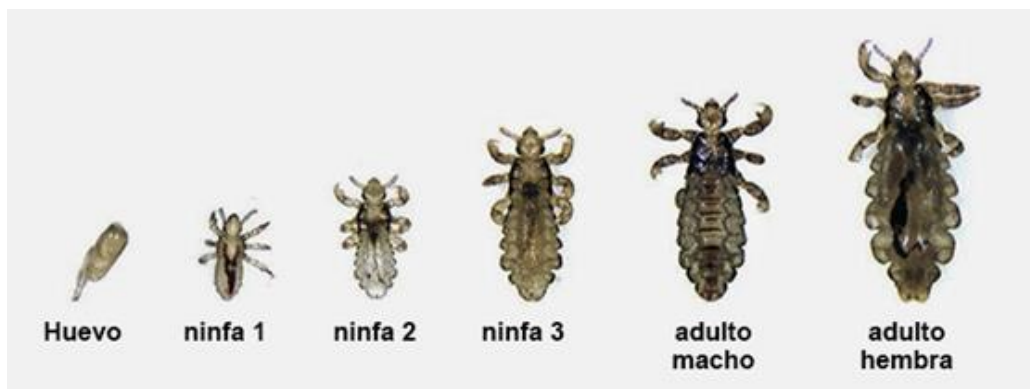 Huevo
ninfa 1
ninfa 2
ninfa 3
adulto
macho
adulto
hembra